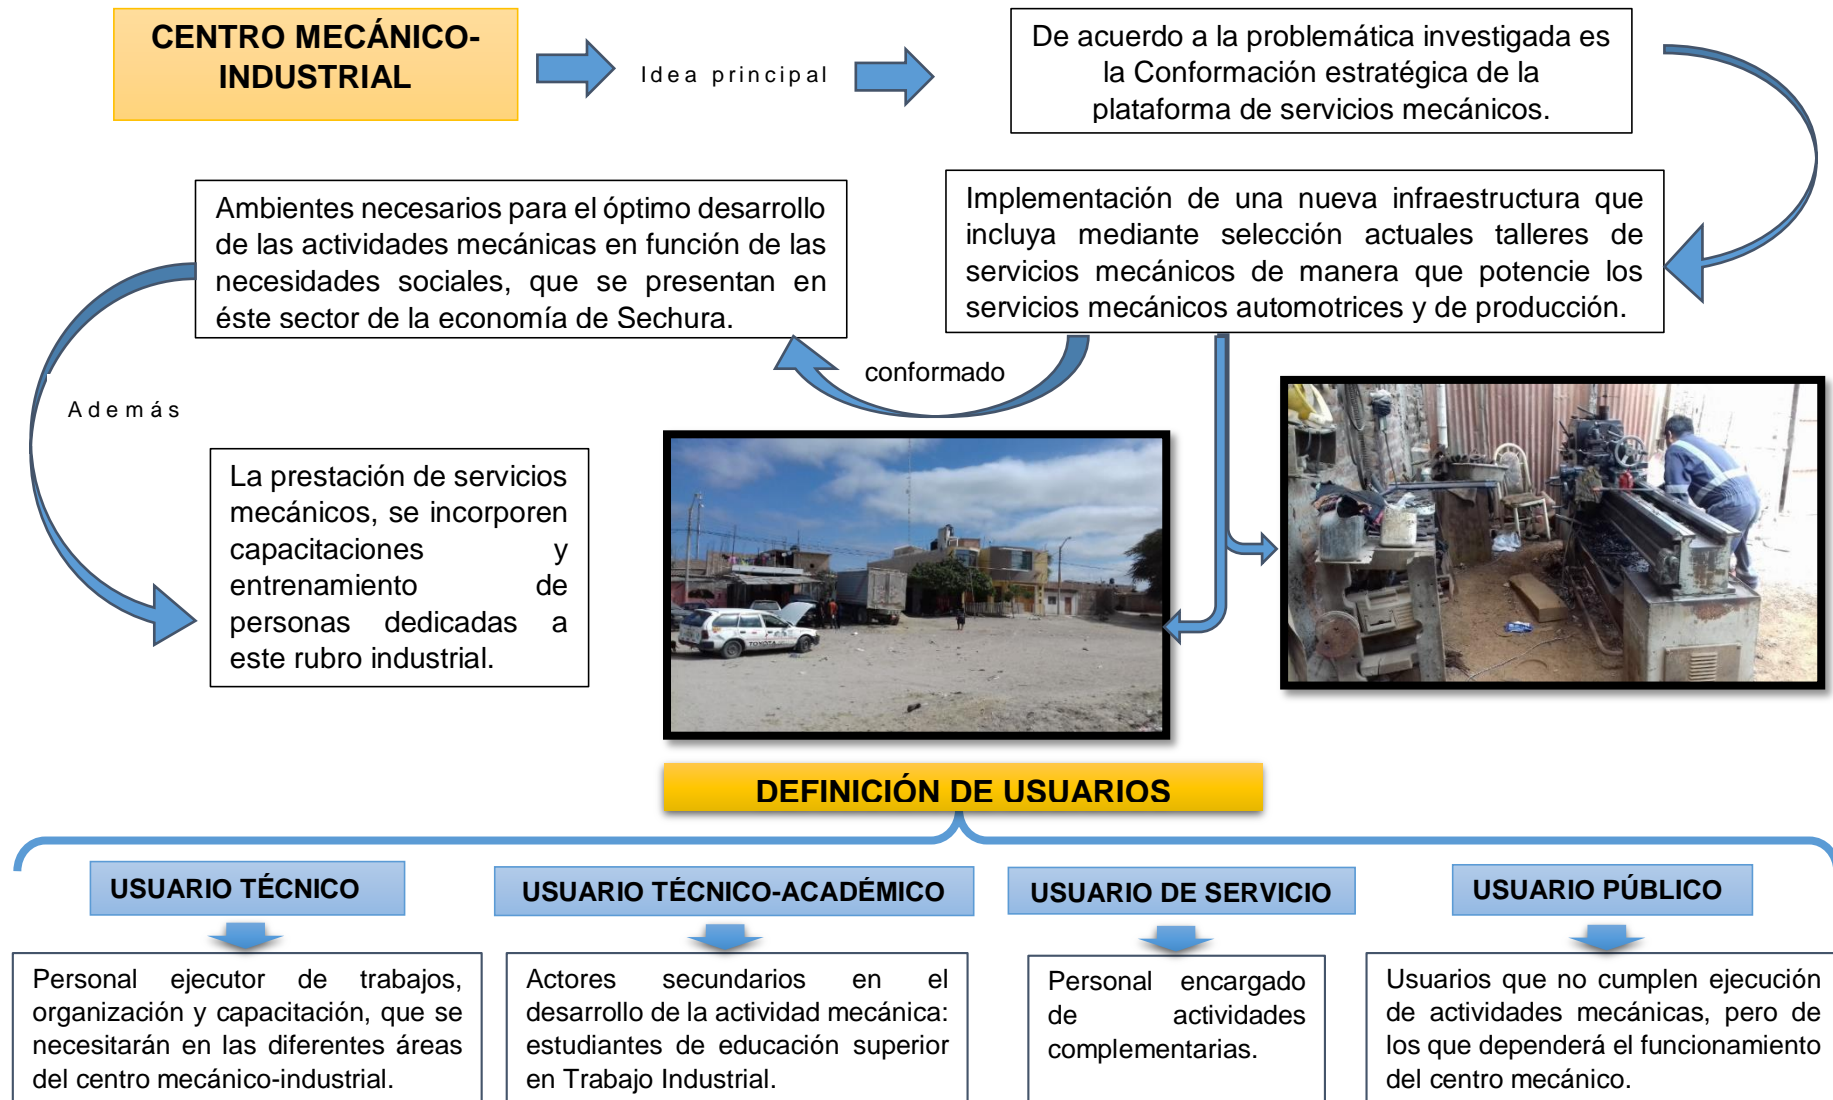 CENTRO MECÁNICO-
INDUSTRIAL
Idea principal
De acuerdo a la problemática investigada es
la Conformación estratégica de la
plataforma de servicios mecánicos.
Implementación de una nueva infraestructura que
incluya mediante selección actuales talleres de
servicios mecánicos de manera que potencie los
servicios mecánicos automotrices y de producción.
conformado
Ambientes necesarios para el óptimo desarrollo
de las actividades mecánicas en función de las
necesidades sociales, que se presentan en
éste sector de la economía de Sechura.
Además
La prestación de servicios
mecánicos, se incorporen
capacitaciones y
entrenamiento de
personas dedicadas a
este rubro industrial.
TOYOTA
DEFINICIÓN DE USUARIOS
USUARIO TÉCNICO
Personal ejecutor de trabajos,
organización y capacitación, que se
necesitarán en las diferentes áreas
del centro mecánico-industrial.
USUARIO TÉCNICO-ACADÉMICO
Actores secundarios en el
desarrollo de la actividad mecánica:
estudiantes de educación superior
en Trabajo Industrial.
USUARIO DE SERVICIO
Personal encargado
de actividades
complementarias.
USUARIO PÚBLICO
Usuarios que no cumplen ejecución
de actividades mecánicas, pero de
los que dependerá el funcionamiento
del centro mecánico.